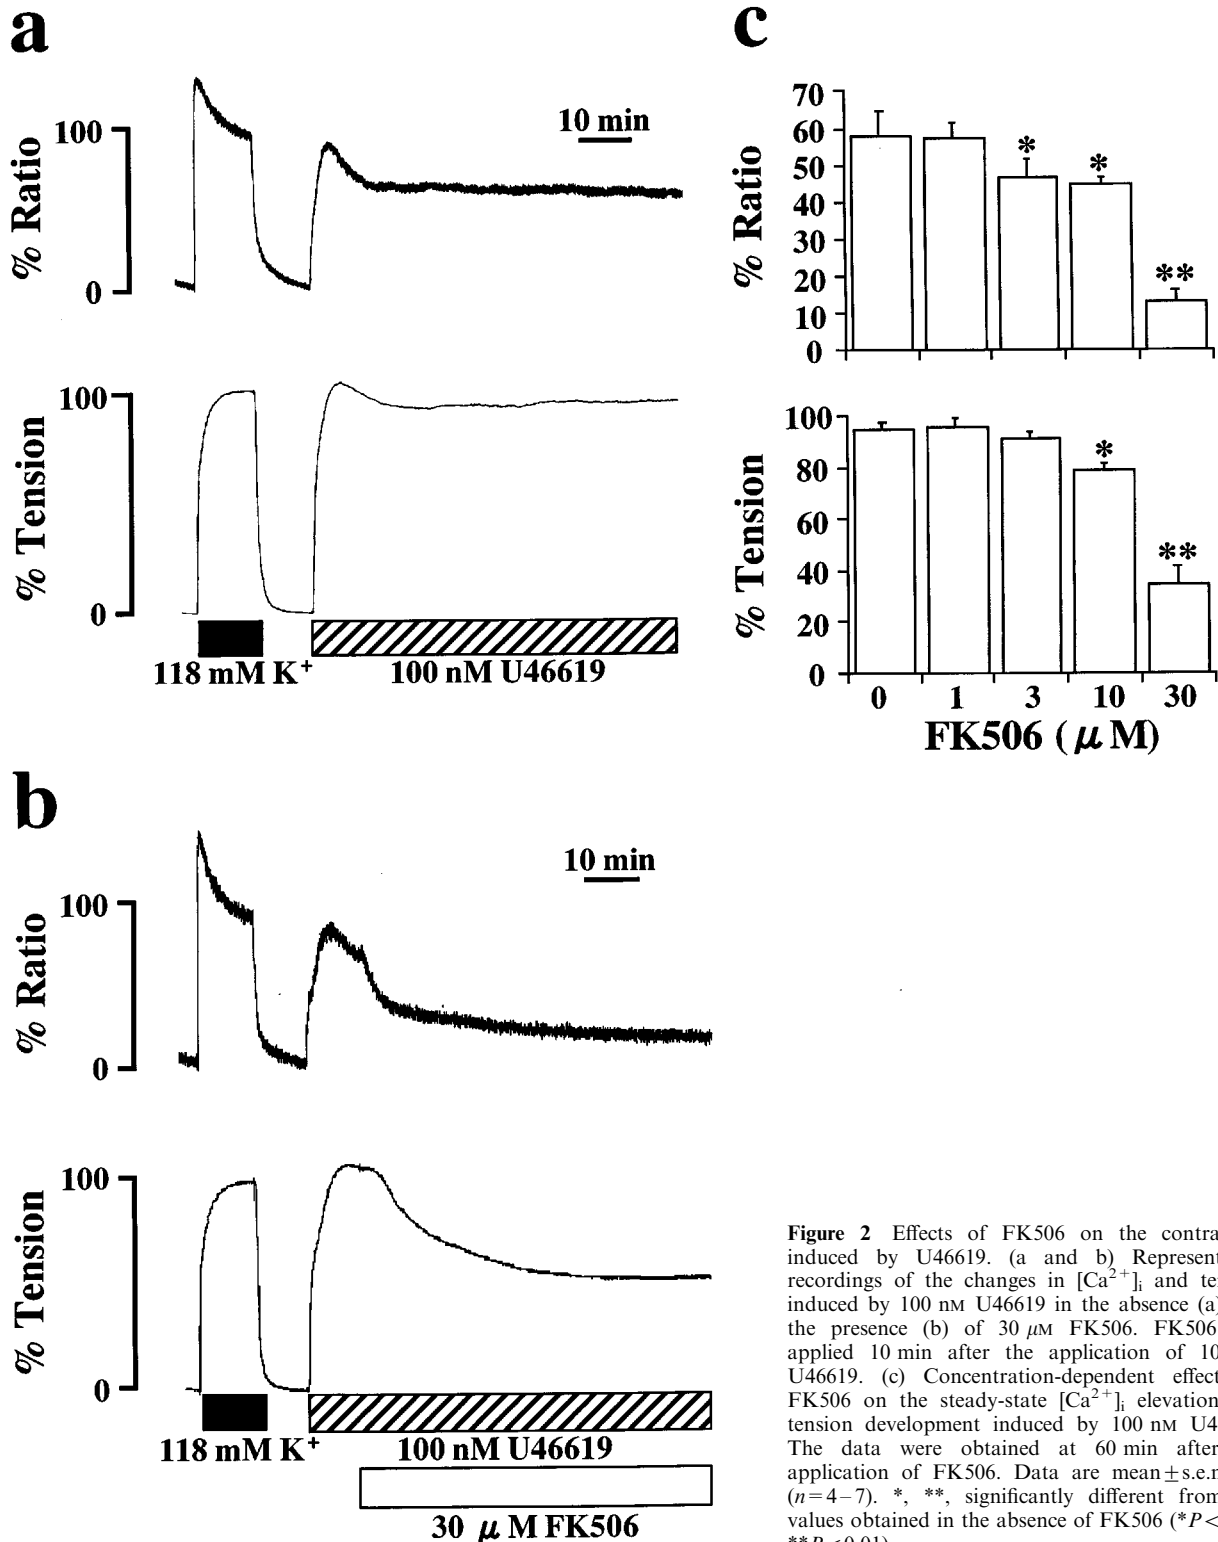 a
% Ratio
100
0
10 min
% Tension
100
0
118 mM K⁺
100 nM U46619
b
% Ratio
100
0
10 min
% Tension
100
0
118 mM K⁺
100 nM U46619
30 μM FK506
c
% Ratio
70
60
50
40
30
20
10
0
*
*
**
% Tension
100
80
60
40
20
0
*
**
0 1 3 10 30
FK506 (μM)
Figure 2 Effects of FK506 on the contra
induced by U46619. (a and b) Represent
recordings of the changes in [Ca²⁺]ᵢ and te
induced by 100 nM U46619 in the absence (a)
the presence (b) of 30 μM FK506. FK506
applied 10 min after the application of 10
U46619. (c) Concentration-dependent effect
FK506 on the steady-state [Ca²⁺]ᵢ elevation
tension development induced by 100 nM U4
The data were obtained at 60 min after
application of FK506. Data are mean±s.e.n
(n=4–7). *, **, significantly different from
values obtained in the absence of FK506 (*P<
**P<0.01)